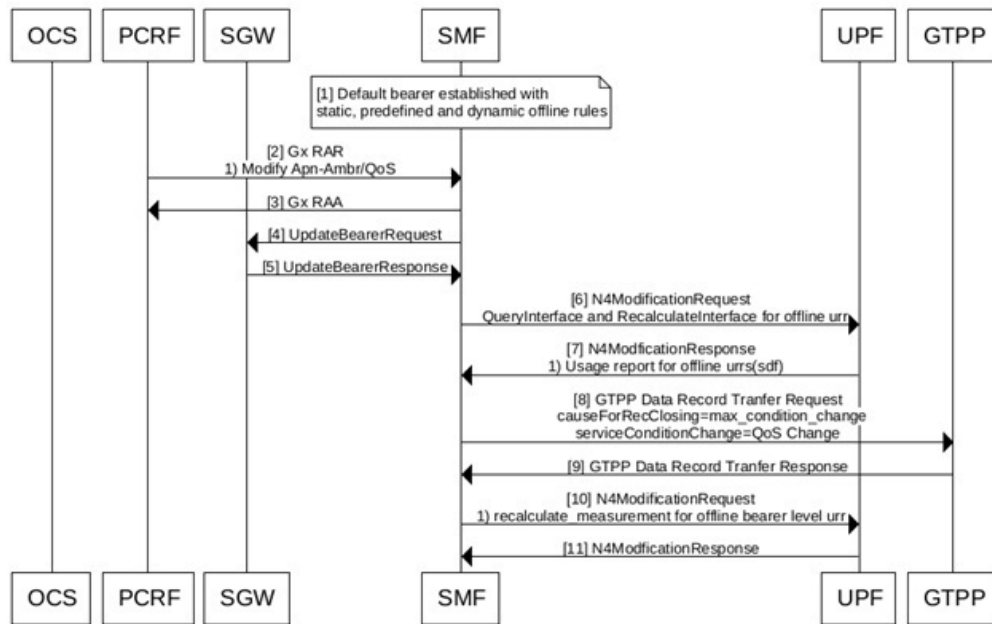 OCS PCRF SGW SMF UPF GTPP
[1] Default bearer established with
static, predefined and dynamic offline rules
[2] Gx RAR
1) Modify Apn-Ambr/QoS
[3] Gx RAA
[4] UpdateBearerRequest
[5] UpdateBearerResponse
[6] N4ModificationRequest
QueryInterface and RecalculateInterface for offline urr
[7] N4ModficationResponse
1) Usage report for offline urrs(sdf)
[8] GTPP Data Record Tranfer Request
causeForRecClosing=max_condition_change
serviceConditionChange=QoS Change
[9] GTPP Data Record Tranfer Response
[10] N4ModificationRequest
1) recalculate_measurement for offline bearer level urr
[11] N4ModficationResponse
OCS PCRF SGW SMF UPF GTPP